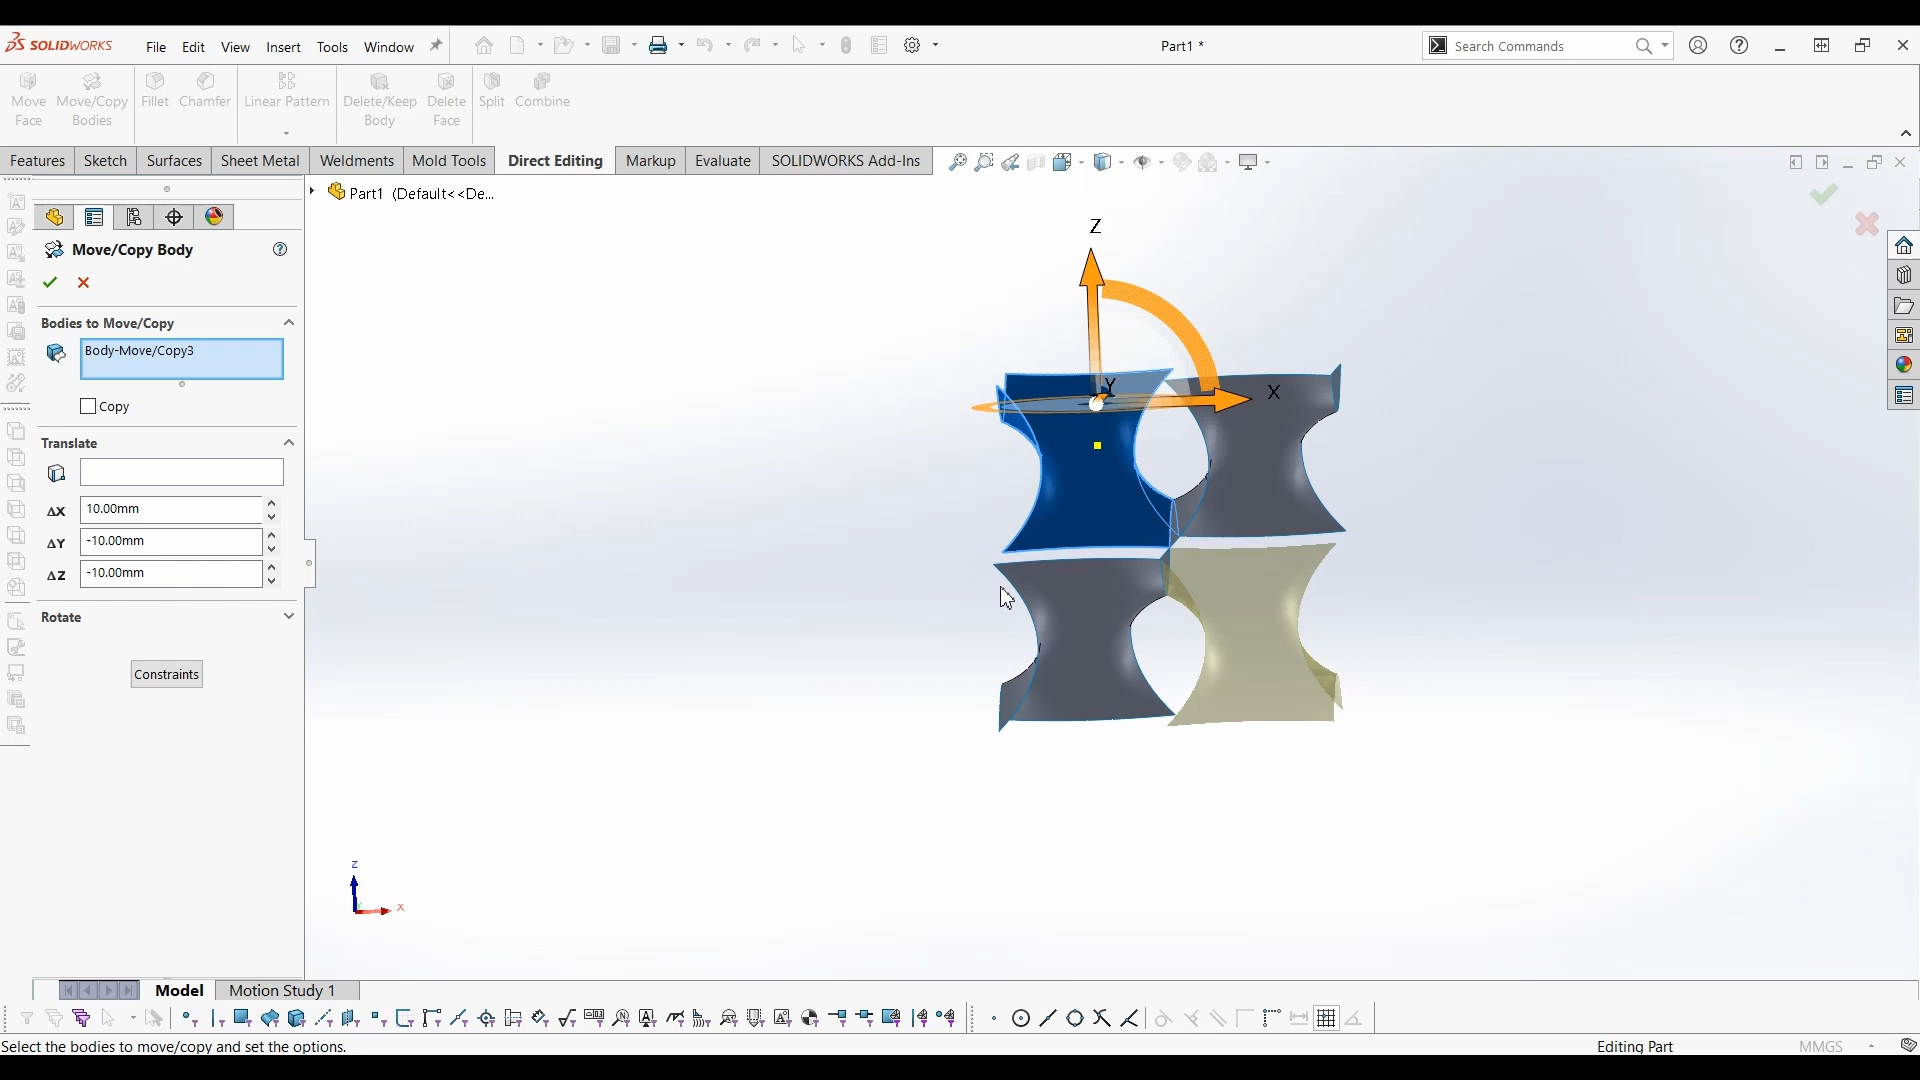 SOLIDWORKS
File Edit View Insert Tools Window
Part1 *
Search Commands
Move Face
Move/Copy Bodies
Fillet
Chamfer
Linear Pattern
Delete/Keep Body
Delete Face
Split
Combine
Features Sketch Surfaces Sheet Metal Weldments Mold Tools Direct Editing Markup Evaluate SOLIDWORKS Add-Ins
Part1 (Default<<De...
Move/Copy Body
Bodies to Move/Copy
Body-Move/Copy3
Copy
Translate
ΔX 10.00mm
ΔY -10.00mm
ΔZ -10.00mm
Rotate
Constraints
Z
Y
X
z
x
Model Motion Study 1
Select the bodies to move/copy and set the options.
Editing Part
MMGS